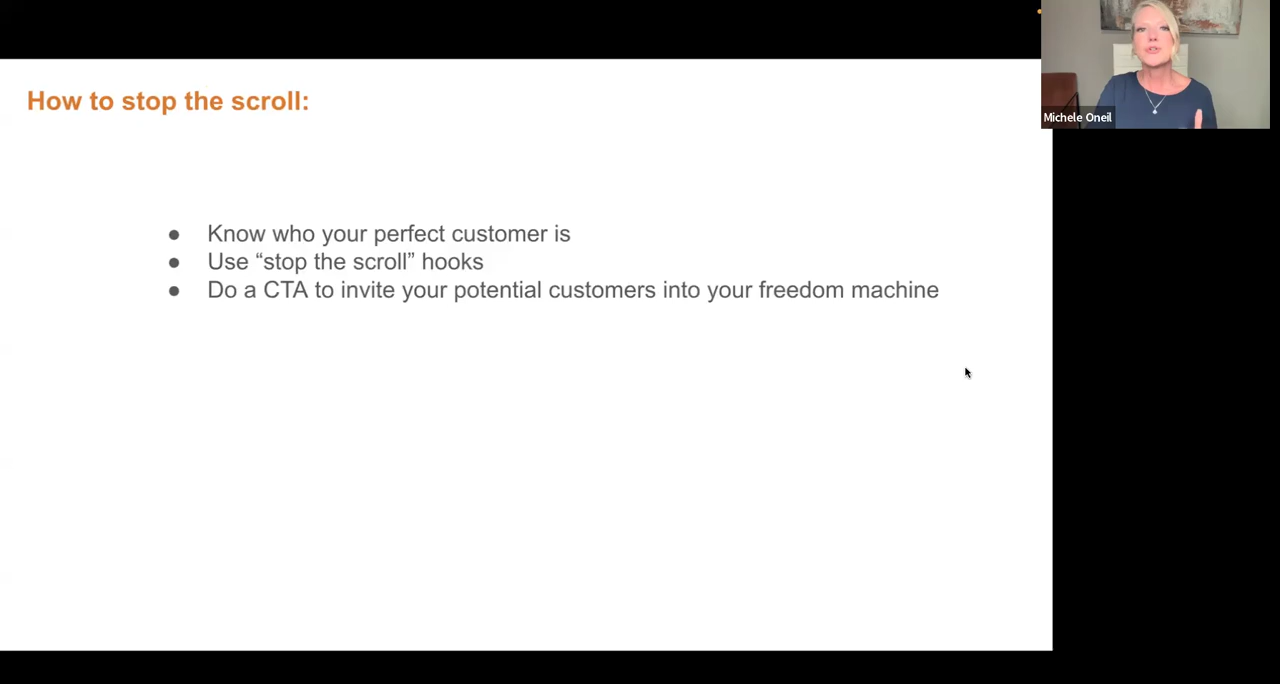 How to stop the scroll:
Michele Oneil
● Know who your perfect customer is
● Use “stop the scroll” hooks
● Do a CTA to invite your potential customers into your freedom machine